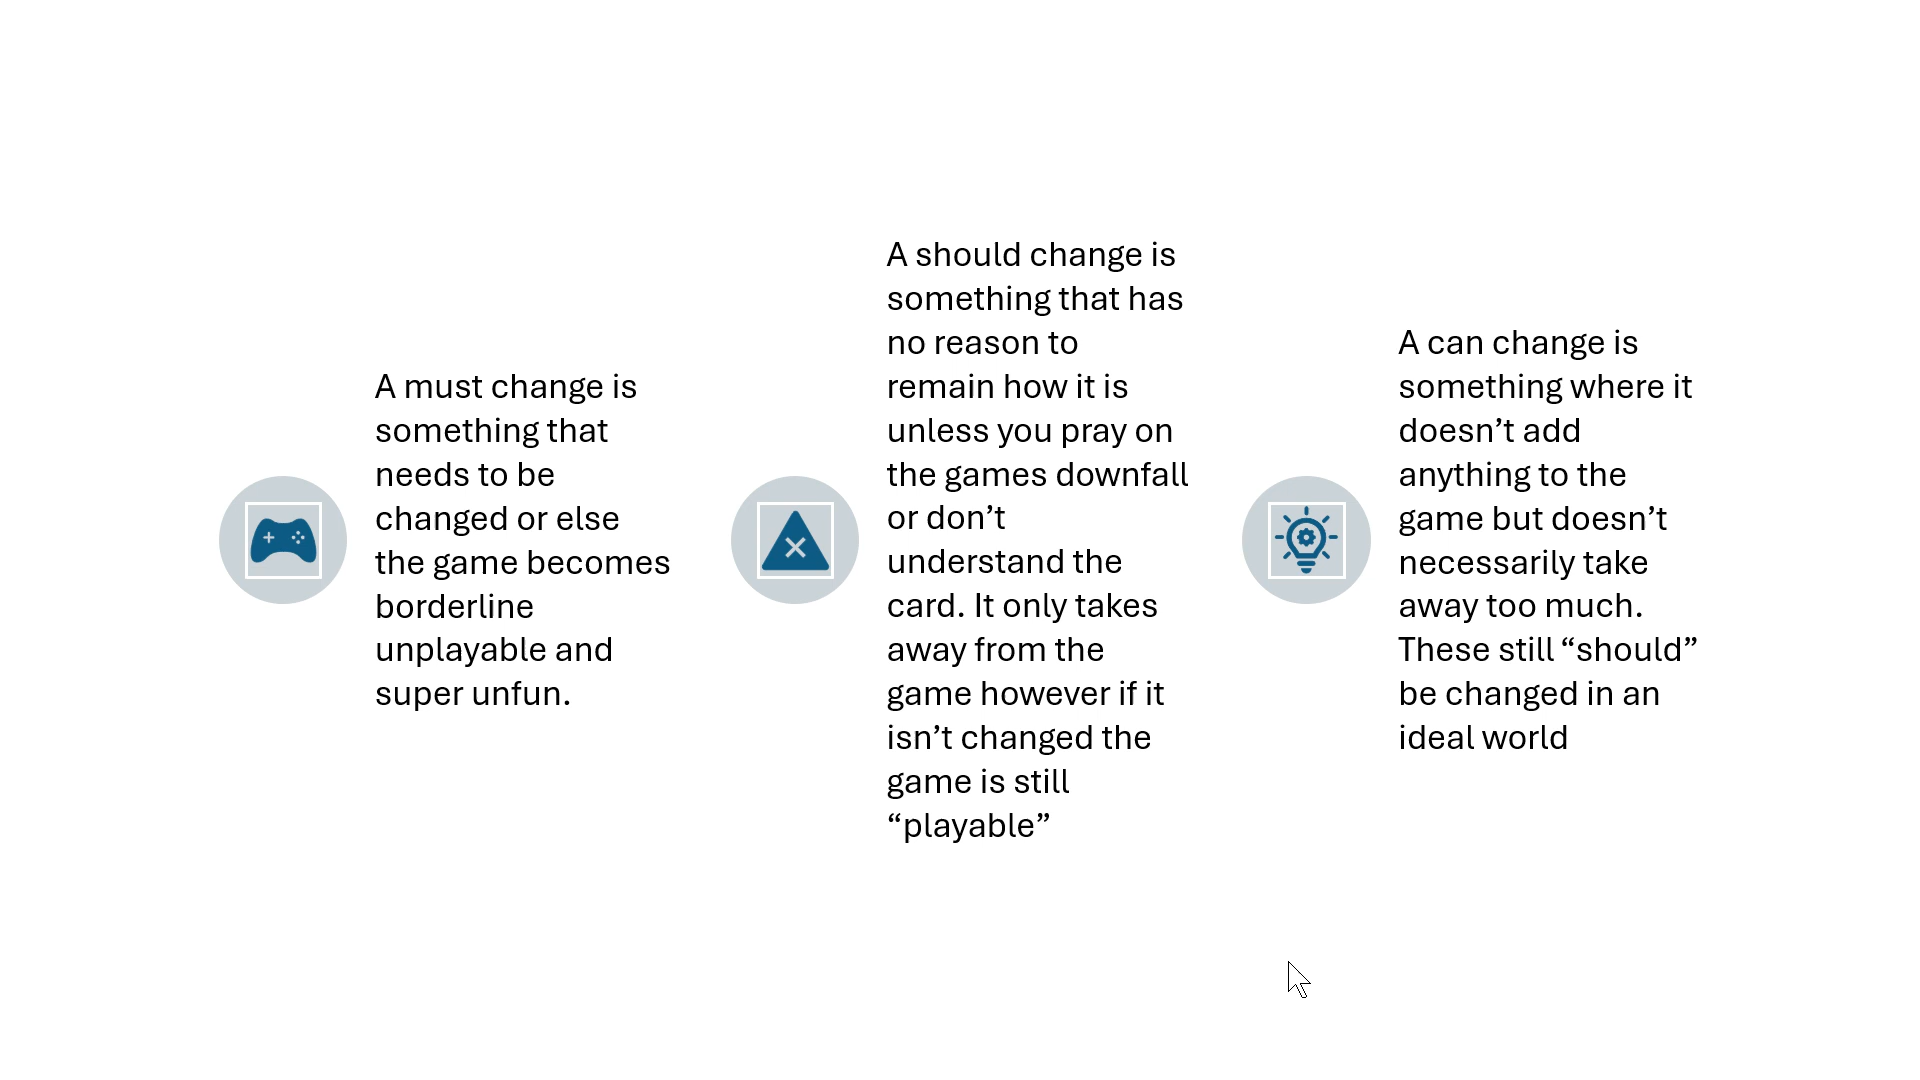 A must change is
something that
needs to be
changed or else
the game becomes
borderline
unplayable and
super unfun.
A should change is
something that has
no reason to
remain how it is
unless you pray on
the games downfall
or don’t
understand the
card. It only takes
away from the
game however if it
isn’t changed the
game is still
“playable”
A can change is
something where it
doesn’t add
anything to the
game but doesn’t
necessarily take
away too much.
These still “should”
be changed in an
ideal world